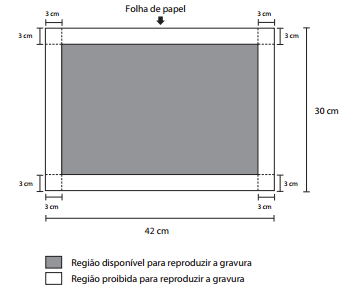 Folha de papel
3 cm
3 cm
3 cm
3 cm
30 cm
3 cm
3 cm
3 cm
3 cm
42 cm
Região disponível para reproduzir a gravura
Região proibida para reproduzir a gravura